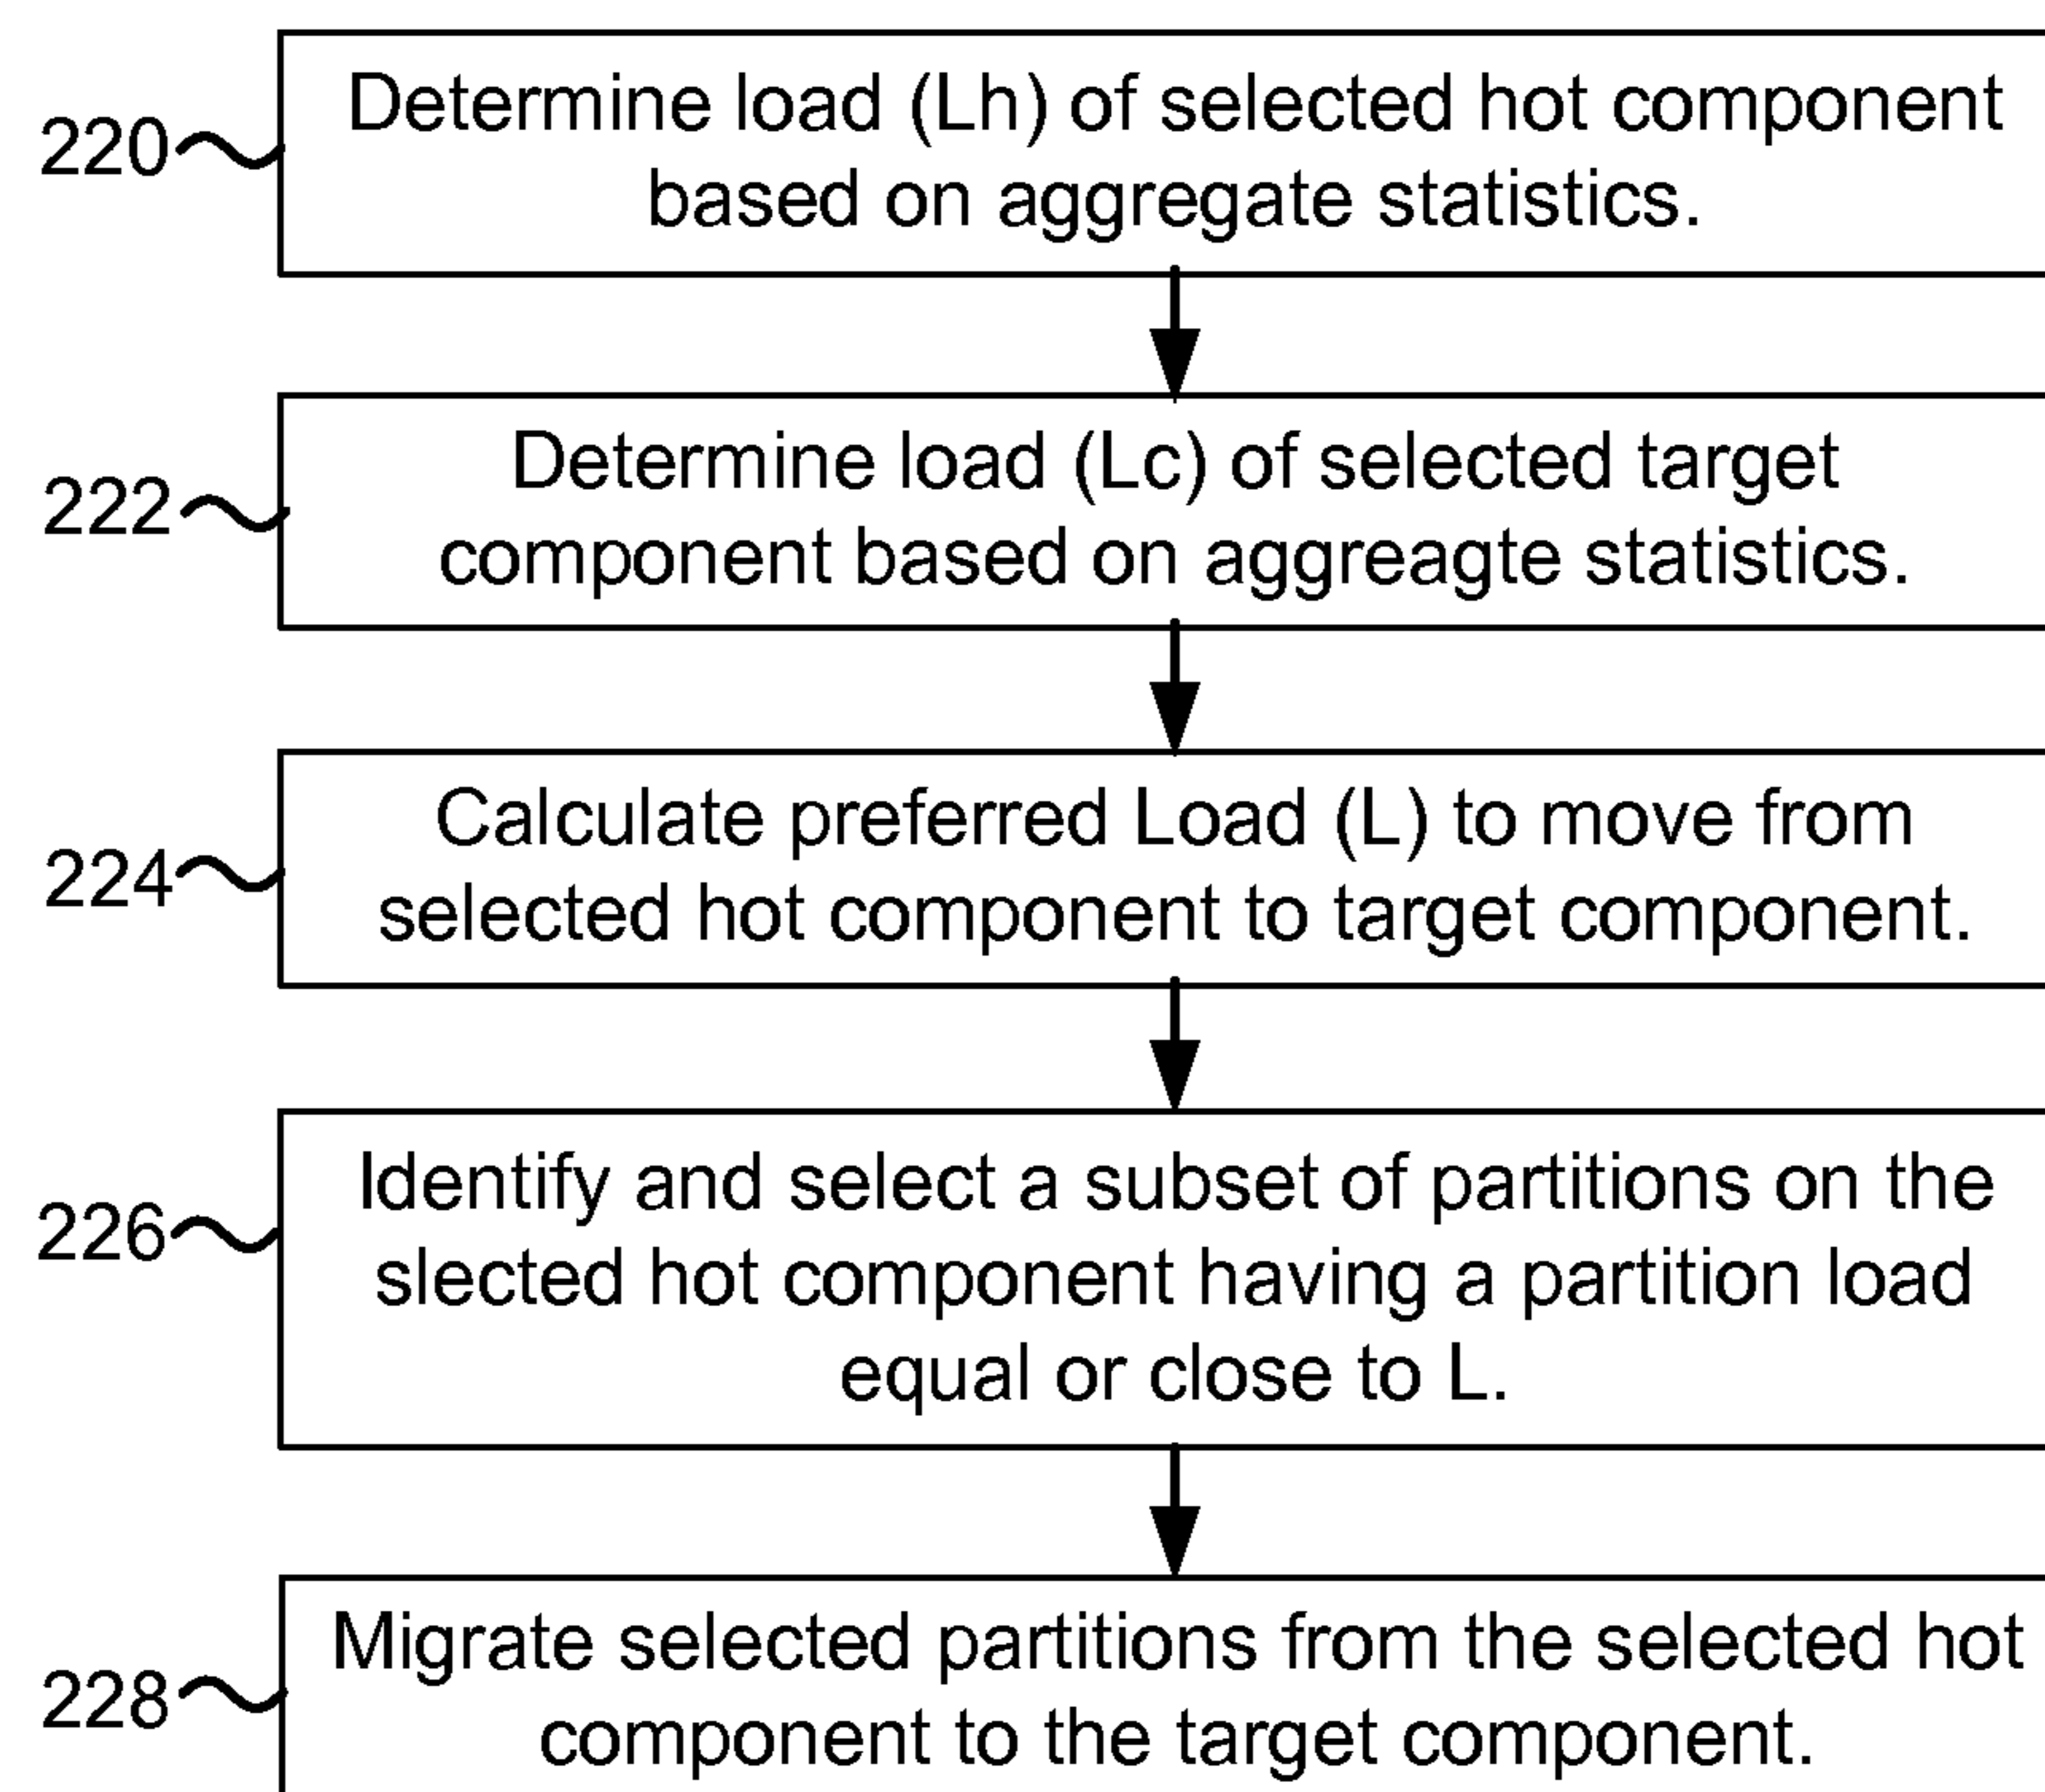 220
Determine load (Lh) of selected hot component
based on aggregate statistics.
222
Determine load (Lc) of selected target
component based on aggreagte statistics.
224
Calculate preferred Load (L) to move from
selected hot component to target component.
226
Identify and select a subset of partitions on the
slected hot component having a partition load
equal or close to L.
228
Migrate selected partitions from the selected hot
component to the target component.